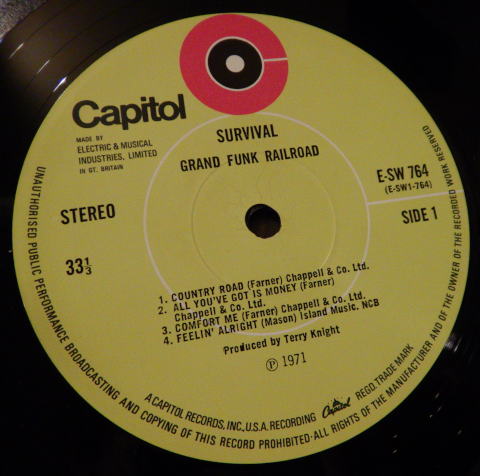 Capitol
MADE BY
ELECTRIC & MUSICAL
INDUSTRIES, LIMITED
IN GT. BRITAIN
SURVIVAL
GRAND FUNK RAILROAD
E-SW 764
(E-SW1-764)
STEREO
SIDE 1
33⅓
1. COUNTRY ROAD (Farner) Chappell & Co. Ltd.
2. ALL YOU'VE GOT IS MONEY (Farner)
Chappell & Co. Ltd.
3. COMFORT ME (Farner) Chappell & Co. Ltd.
4. FEELIN' ALRIGHT (Mason) Island Music. NCB
Produced by Terry Knight
Ⓟ 1971
A CAPITOL RECORDS, INC., U.S.A. RECORDING Capitol REGD. TRADE MARK
UNAUTHORISED PUBLIC PERFORMANCE BROADCASTING AND COPYING OF THIS RECORD PROHIBITED·ALL RIGHTS OF THE MANUFACTURER AND OF THE OWNER OF THE RECORDED WORK RESERVED